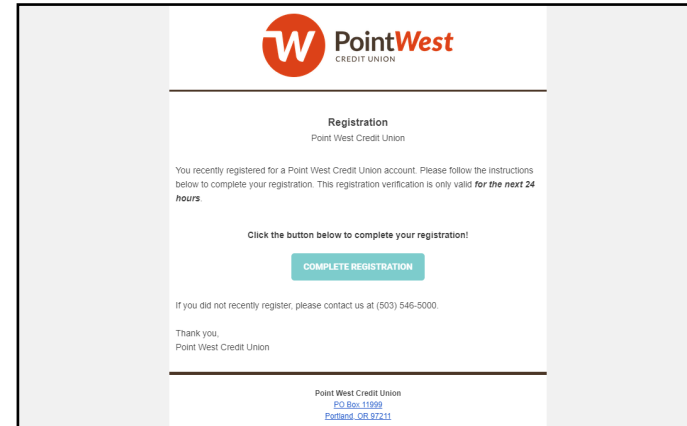 W PointWest
CREDIT UNION
Registration
Point West Credit Union
You recently registered for a Point West Credit Union account. Please follow the instructions
below to complete your registration. This registration verification is only valid for the next 24
hours.
Click the button below to complete your registration!
COMPLETE REGISTRATION
If you did not recently register, please contact us at (503) 546-5000.
Thank you,
Point West Credit Union
Point West Credit Union
PO Box 11999
Portland, OR 97211